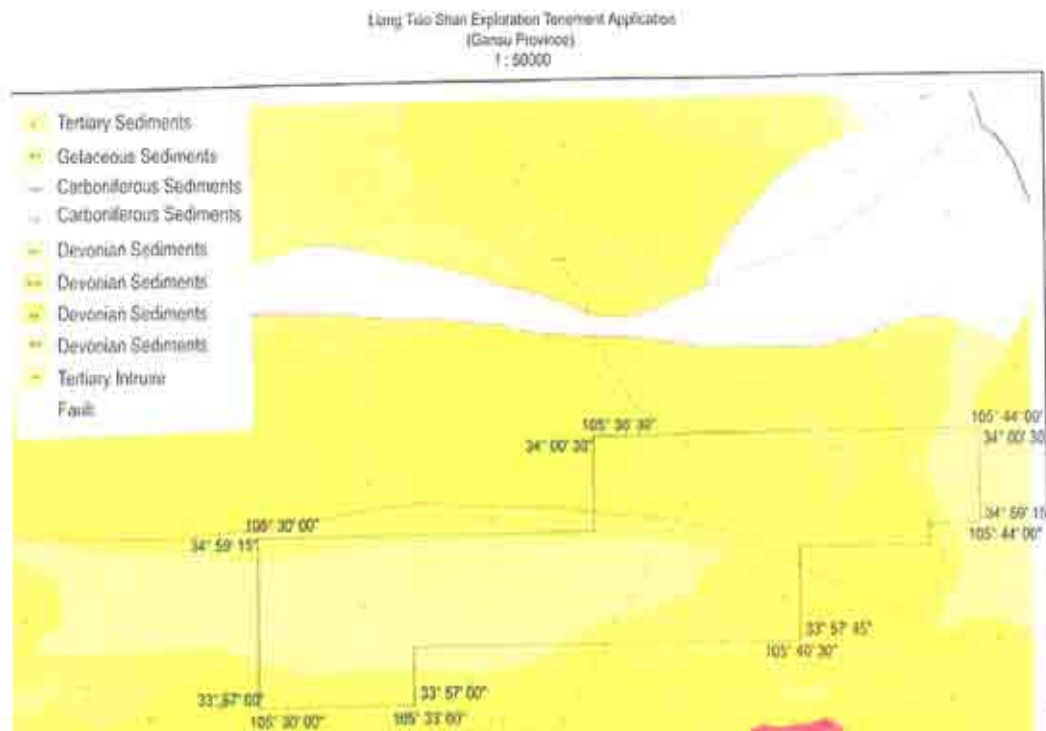 Liang Tiao Shan Exploration Tenement Application
(Gansu Province)
1 : 50000
Tertiary Sediments
Getaceous Sediments
Carboniferous Sediments
Carboniferous Sediments
Devonian Sediments
Devonian Sediments
Devonian Sediments
Devonian Sediments
Tertiary Intrusiv
Fault
105° 36' 30"
34° 00' 30"
105° 44' 00"
34° 00' 30"
105° 30' 00"
34° 59' 15"
34° 59' 15"
105° 44' 00"
33° 57' 45"
105° 40' 30"
33° 57' 00"
105° 30' 00"
33° 57' 00"
105° 33' 00"